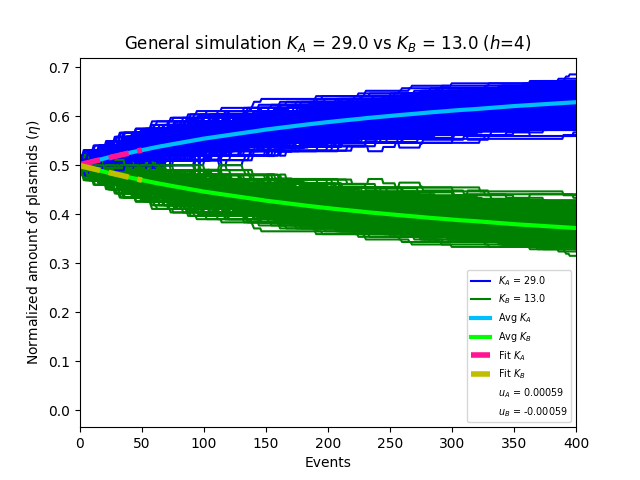 General simulation K_A = 29.0 vs K_B = 13.0 (h=4)
Normalized amount of plasmids (η)
0.7
0.6
0.5
0.4
0.3
0.2
0.1
0.0
K_A = 29.0
K_B = 13.0
Avg K_A
Avg K_B
Fit K_A
Fit K_B
u_A = 0.00059
u_B = -0.00059
0 50 100 150 200 250 300 350 400
Events